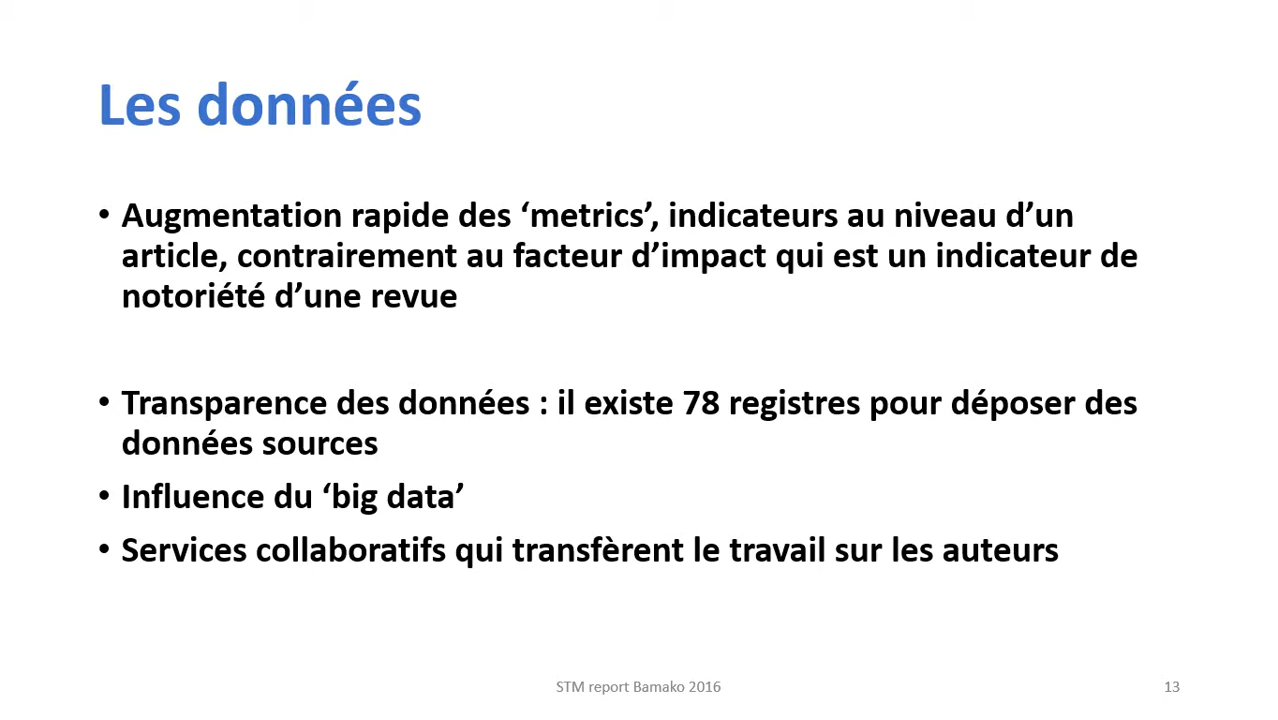 Les données
• Augmentation rapide des ‘metrics’, indicateurs au niveau d’un
article, contrairement au facteur d’impact qui est un indicateur de
notoriété d’une revue
• Transparence des données : il existe 78 registres pour déposer des
données sources
• Influence du ‘big data’
• Services collaboratifs qui transfèrent le travail sur les auteurs
STM report Bamako 2016
13